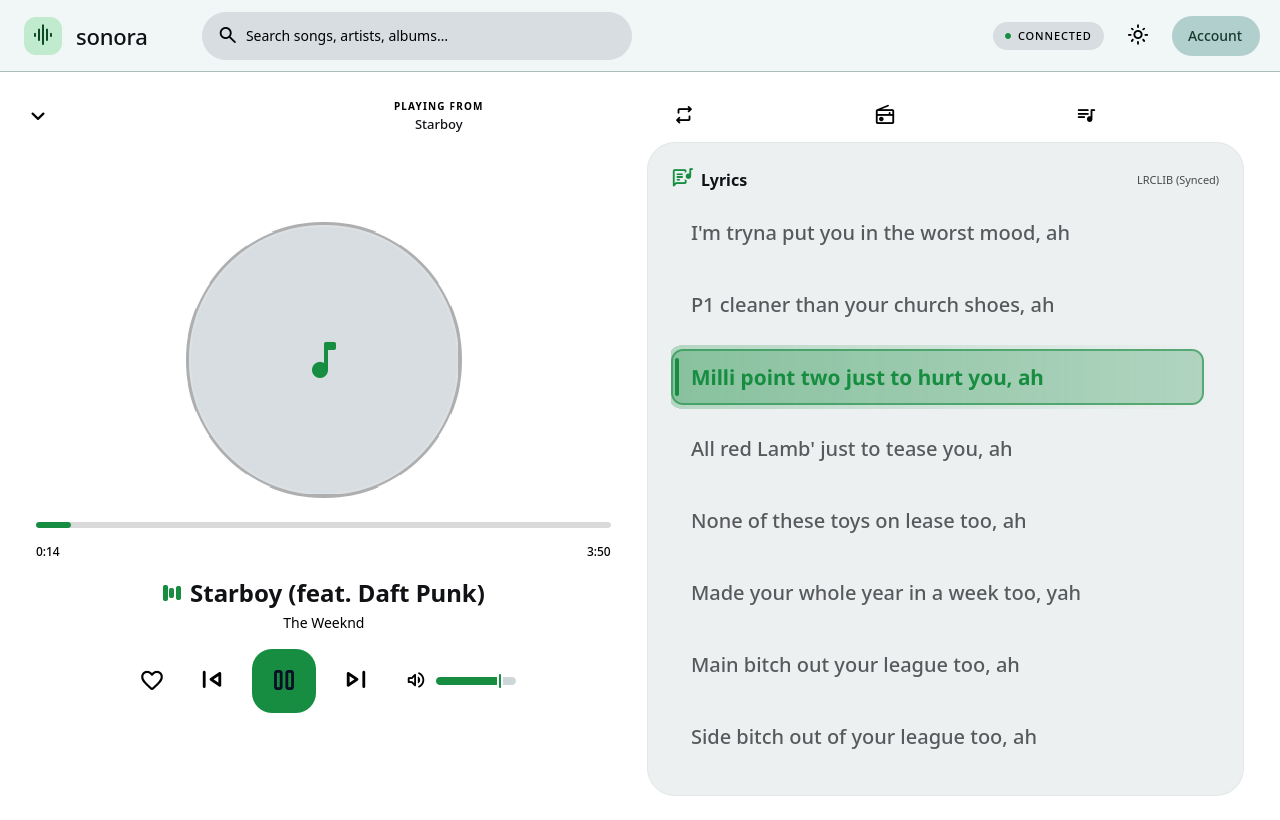 sonora
Search songs, artists, albums...
CONNECTED
Account
PLAYING FROM
Starboy
Lyrics
LRCLIB (Synced)
I'm tryna put you in the worst mood, ah
P1 cleaner than your church shoes, ah
Milli point two just to hurt you, ah
All red Lamb' just to tease you, ah
None of these toys on lease too, ah
Made your whole year in a week too, yah
Main bitch out your league too, ah
Side bitch out of your league too, ah
0:14
3:50
Starboy (feat. Daft Punk)
The Weeknd